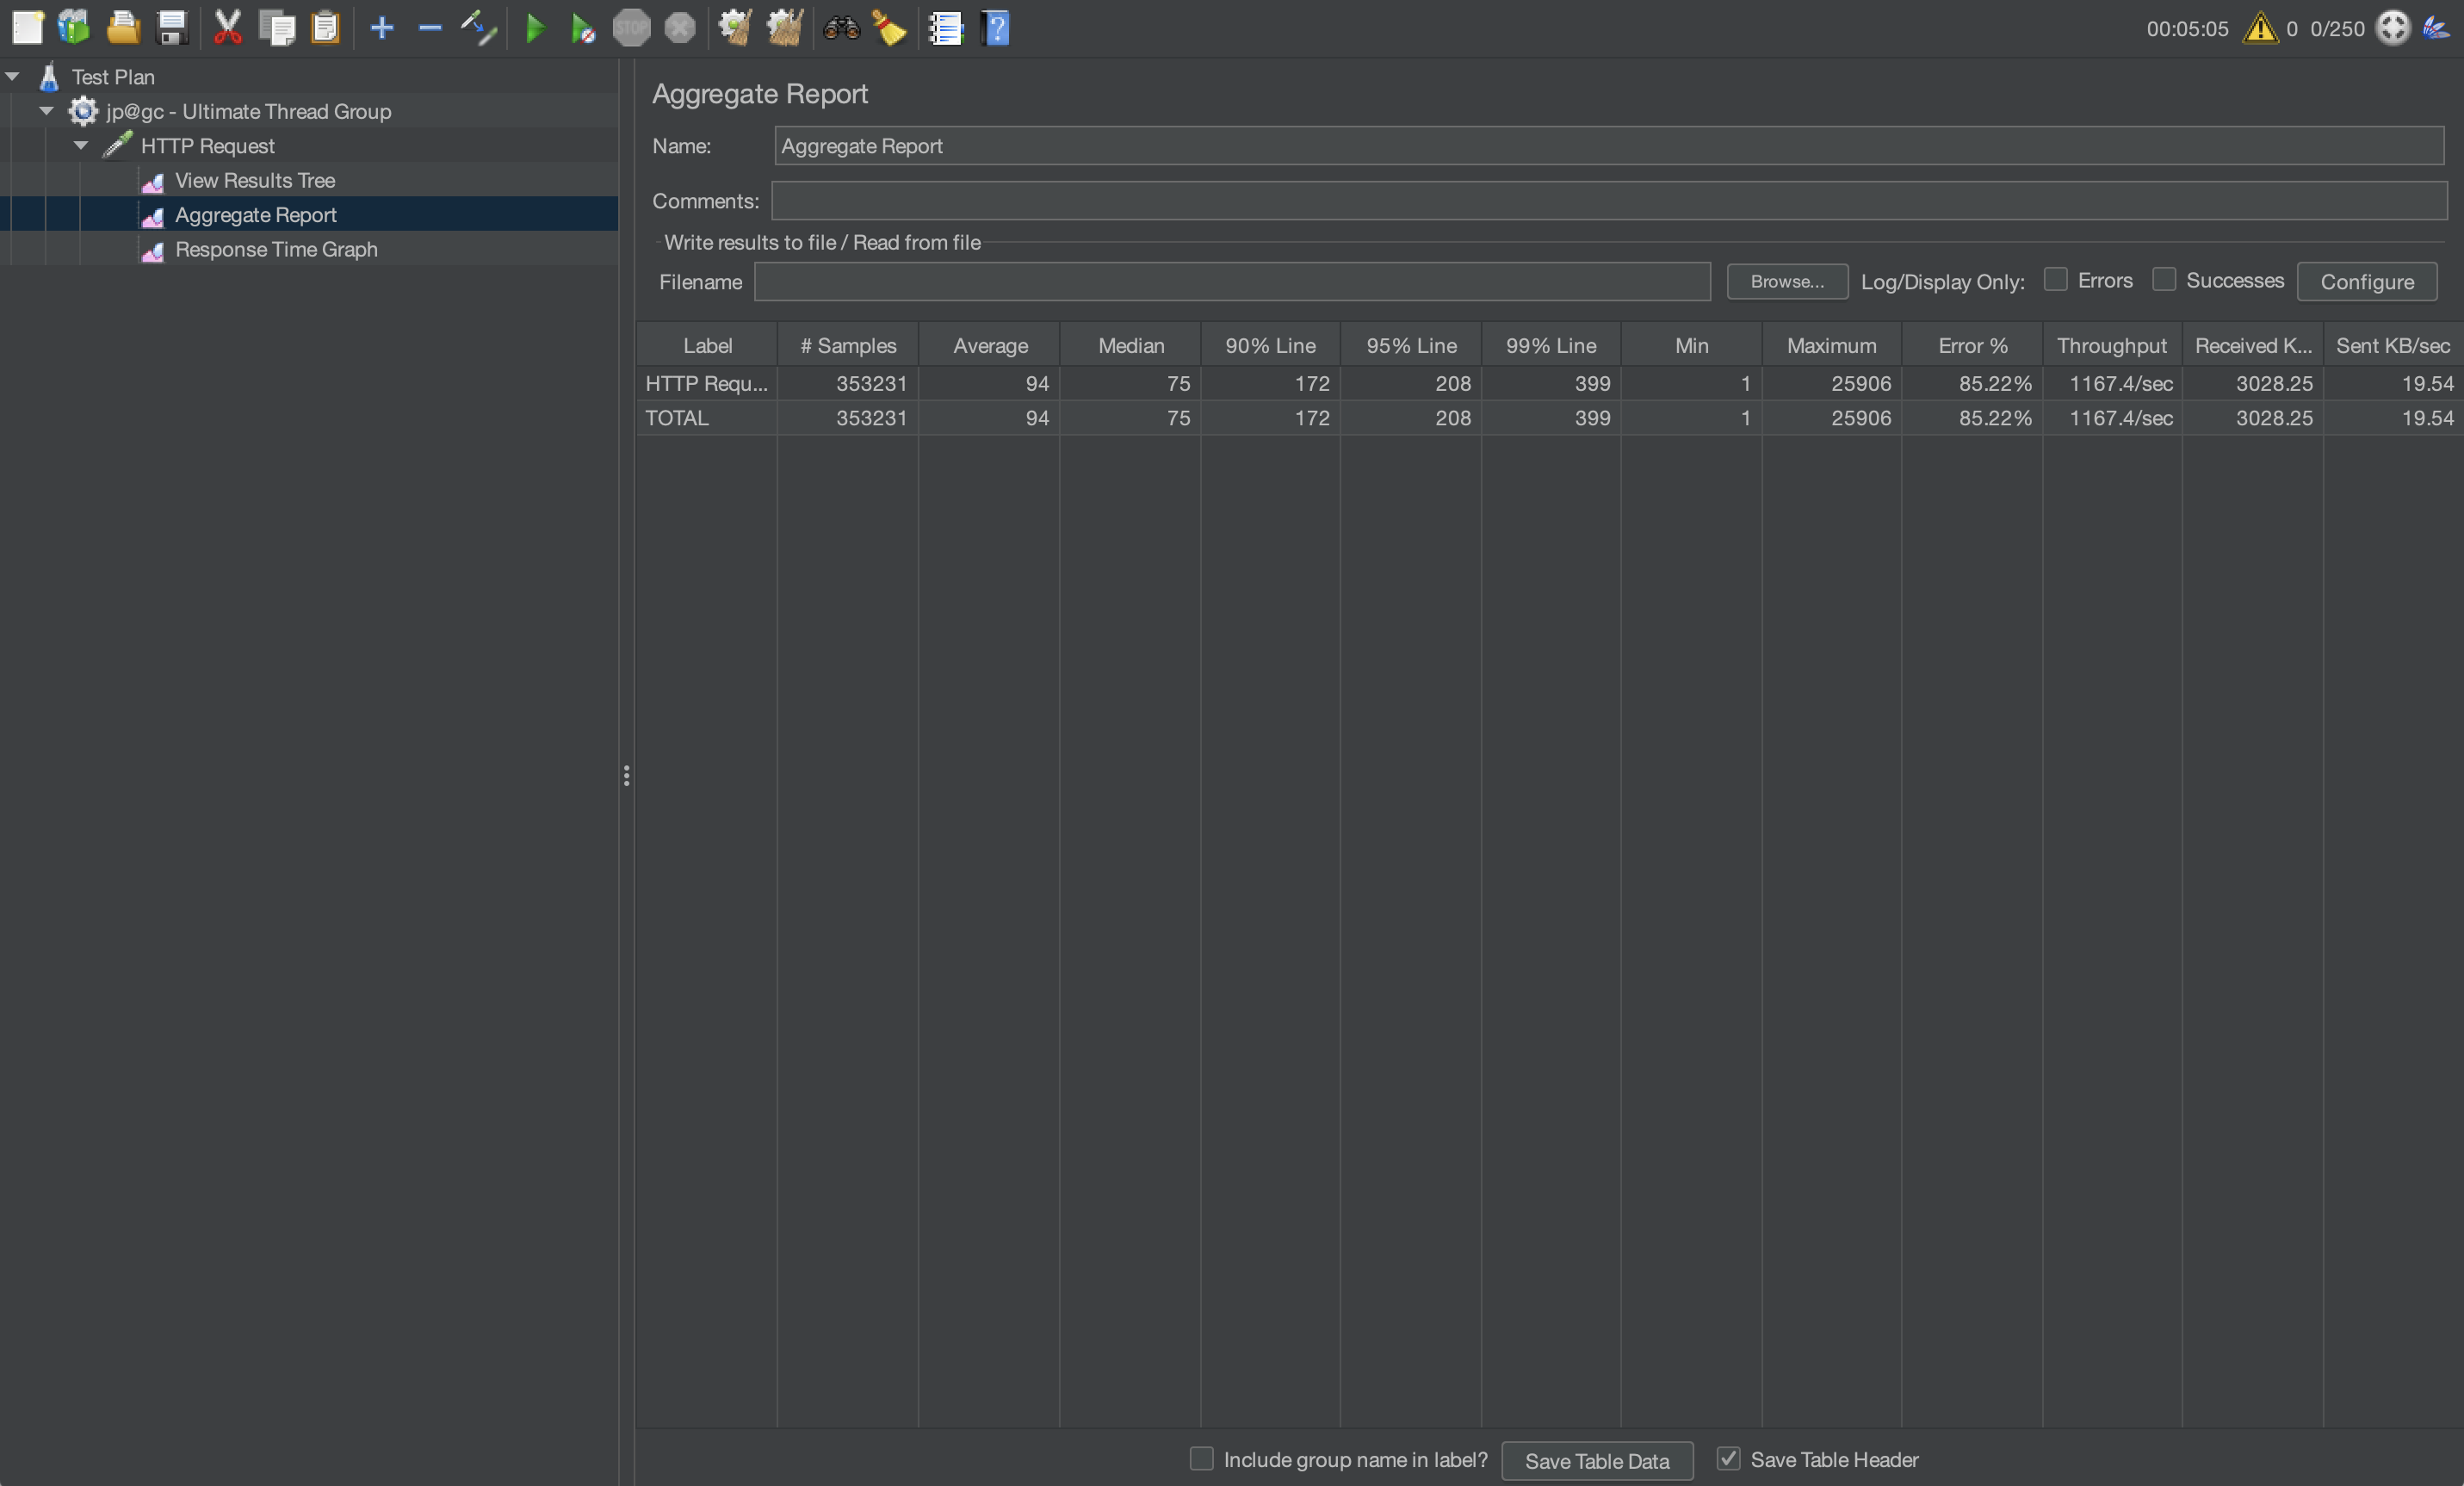 STOP
00:05:05 0 0/250
Test Plan
jp@gc - Ultimate Thread Group
HTTP Request
View Results Tree
Aggregate Report
Response Time Graph
Aggregate Report
Name: Aggregate Report
Comments:
Write results to file / Read from file
Filename Browse... Log/Display Only: Errors Successes Configure
Label # Samples Average Median 90% Line 95% Line 99% Line Min Maximum Error % Throughput Received K... Sent KB/sec
HTTP Requ... 353231 94 75 172 208 399 1 25906 85.22% 1167.4/sec 3028.25 19.54
TOTAL 353231 94 75 172 208 399 1 25906 85.22% 1167.4/sec 3028.25 19.54
Include group name in label? Save Table Data Save Table Header